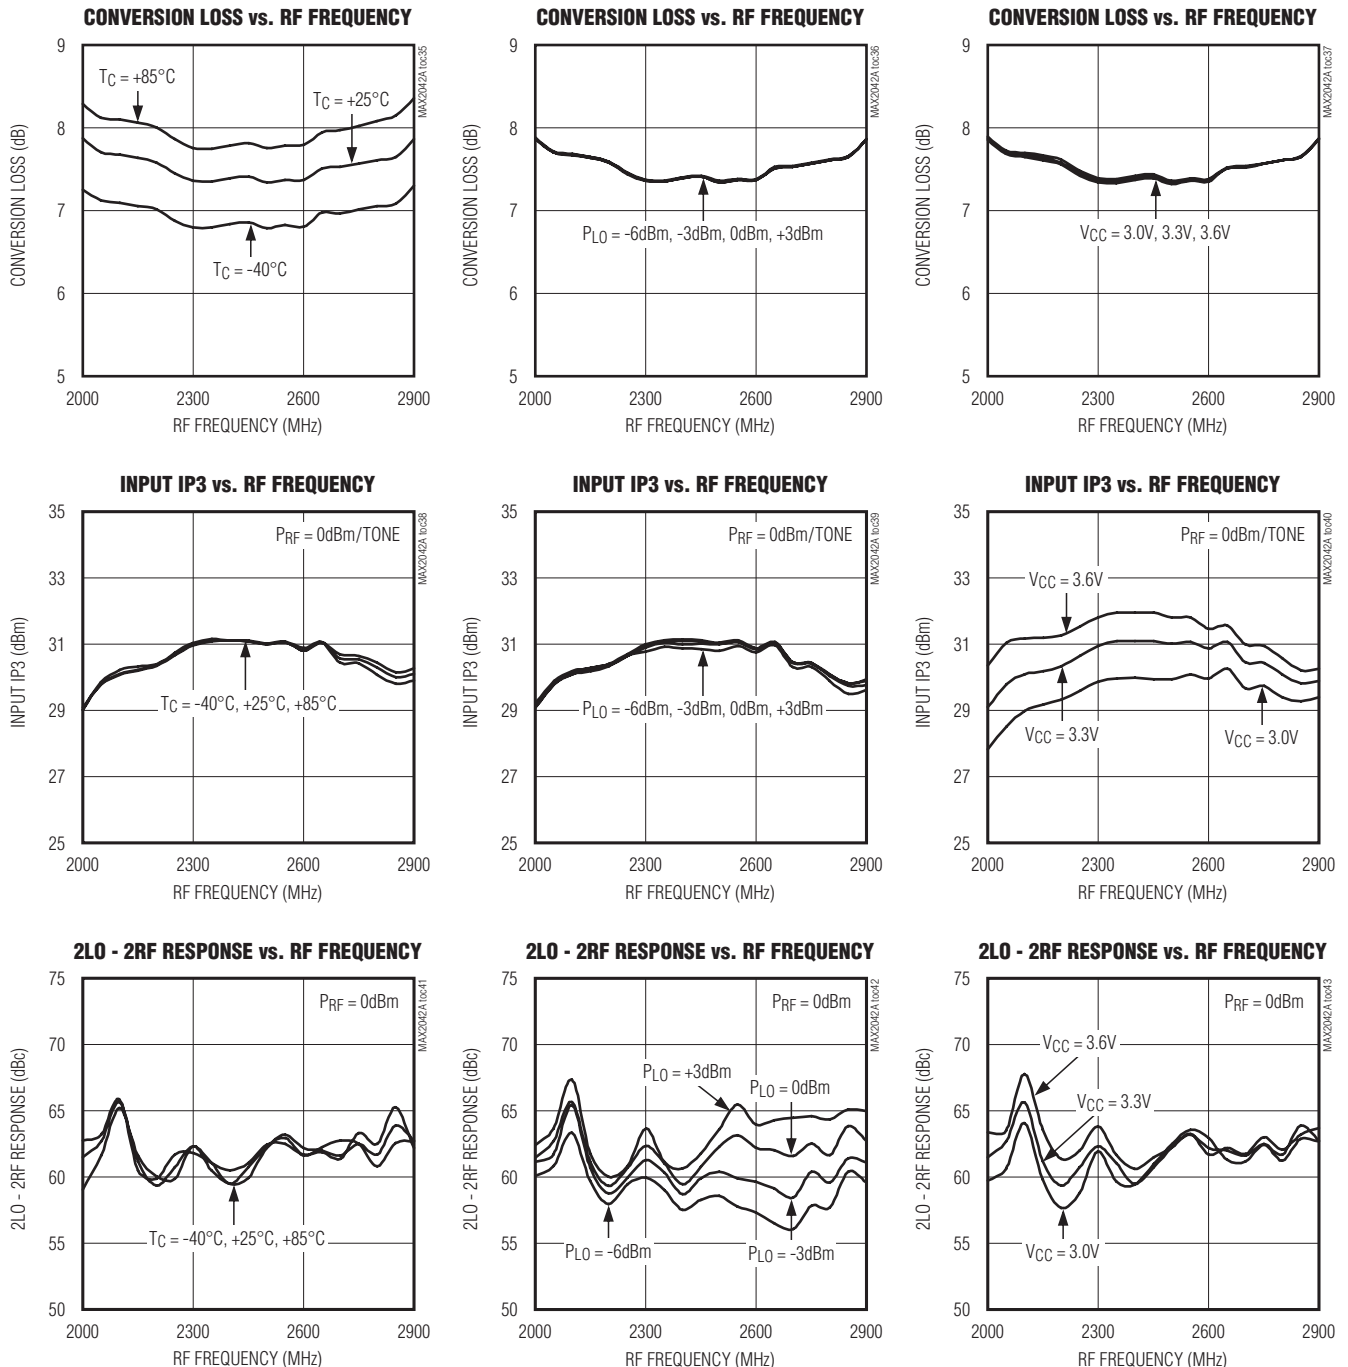 CONVERSION LOSS vs. RF FREQUENCY
9
8
7
6
5
CONVERSION LOSS (dB)
TC = +85°C
TC = +25°C
TC = -40°C
MAX2042A toc35
2000 2300 2600 2900
RF FREQUENCY (MHz)
CONVERSION LOSS vs. RF FREQUENCY
9
8
7
6
5
CONVERSION LOSS (dB)
PLO = -6dBm, -3dBm, 0dBm, +3dBm
MAX2042A toc36
2000 2300 2600 2900
RF FREQUENCY (MHz)
CONVERSION LOSS vs. RF FREQUENCY
9
8
7
6
5
CONVERSION LOSS (dB)
VCC = 3.0V, 3.3V, 3.6V
MAX2042A toc37
2000 2300 2600 2900
RF FREQUENCY (MHz)
INPUT IP3 vs. RF FREQUENCY
35
33
31
29
27
25
INPUT IP3 (dBm)
PRF = 0dBm/TONE
TC = -40°C, +25°C, +85°C
MAX2042A toc38
2000 2300 2600 2900
RF FREQUENCY (MHz)
INPUT IP3 vs. RF FREQUENCY
35
33
31
29
27
25
INPUT IP3 (dBm)
PRF = 0dBm/TONE
PLO = -6dBm, -3dBm, 0dBm, +3dBm
MAX2042A toc39
2000 2300 2600 2900
RF FREQUENCY (MHz)
INPUT IP3 vs. RF FREQUENCY
35
33
31
29
27
25
INPUT IP3 (dBm)
PRF = 0dBm/TONE
VCC = 3.6V
VCC = 3.3V
VCC = 3.0V
MAX2042A toc40
2000 2300 2600 2900
RF FREQUENCY (MHz)
2LO - 2RF RESPONSE vs. RF FREQUENCY
75
70
65
60
55
50
2LO - 2RF RESPONSE (dBc)
PRF = 0dBm
TC = -40°C, +25°C, +85°C
MAX2042A toc41
2000 2300 2600 2900
RF FREQUENCY (MHz)
2LO - 2RF RESPONSE vs. RF FREQUENCY
75
70
65
60
55
50
2LO - 2RF RESPONSE (dBc)
PRF = 0dBm
PLO = +3dBm
PLO = 0dBm
PLO = -6dBm
PLO = -3dBm
MAX2042A toc42
2000 2300 2600 2900
RF FREQUENCY (MHz)
2LO - 2RF RESPONSE vs. RF FREQUENCY
75
70
65
60
55
50
2LO - 2RF RESPONSE (dBc)
PRF = 0dBm
VCC = 3.6V
VCC = 3.3V
VCC = 3.0V
MAX2042A toc43
2000 2300 2600 2900
RF FREQUENCY (MHz)